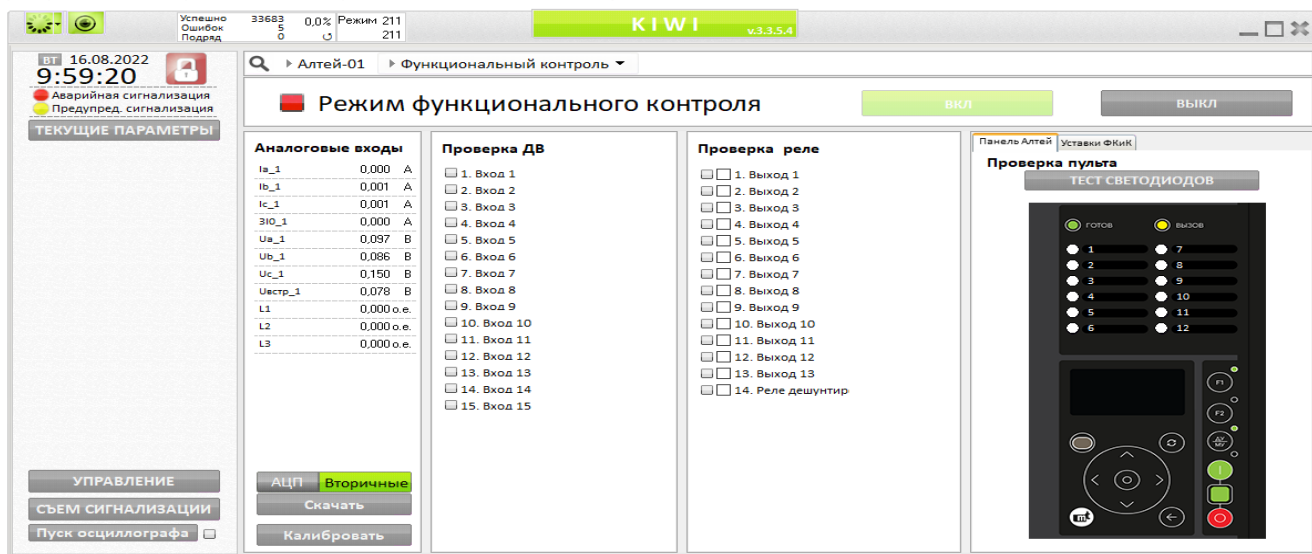 Успешно 33683 0,0% Режим 211
Ошибок 5 211
Подряд 0
KIWI v.3.3.5.4
ВТ 16.08.2022
9:59:20
Аварийная сигнализация
Предупред. сигнализация
ТЕКУЩИЕ ПАРАМЕТРЫ
УПРАВЛЕНИЕ
СЪЕМ СИГНАЛИЗАЦИИ
Пуск осциллографа
Алтей-01 Функциональный контроль
Режим функционального контроля
ВКЛ
ВЫКЛ
Аналоговые входы
Ia_1 0,000 А
Ib_1 0,001 А
Ic_1 0,001 А
3I0_1 0,000 А
Ua_1 0,097 В
Ub_1 0,086 В
Uc_1 0,150 В
Uвстр_1 0,078 В
L1 0,000 о.е.
L2 0,000 о.е.
L3 0,000 о.е.
АЦП Вторичные
Скачать
Калибровать
Проверка ДВ
1. Вход 1
2. Вход 2
3. Вход 3
4. Вход 4
5. Вход 5
6. Вход 6
7. Вход 7
8. Вход 8
9. Вход 9
10. Вход 10
11. Вход 11
12. Вход 12
13. Вход 13
14. Вход 14
15. Вход 15
Проверка реле
1. Выход 1
2. Выход 2
3. Выход 3
4. Выход 4
5. Выход 5
6. Выход 6
7. Выход 7
8. Выход 8
9. Выход 9
10. Выход 10
11. Выход 11
12. Выход 12
13. Выход 13
14. Реле дешунтир
Панель Алтей Уставки ФКиК
Проверка пульта
ТЕСТ СВЕТОДИОДОВ
ГОТОВ ВЫЗОВ
1 7
2 8
3 9
4 10
5 11
6 12
F1
F2
ДУ
МУ